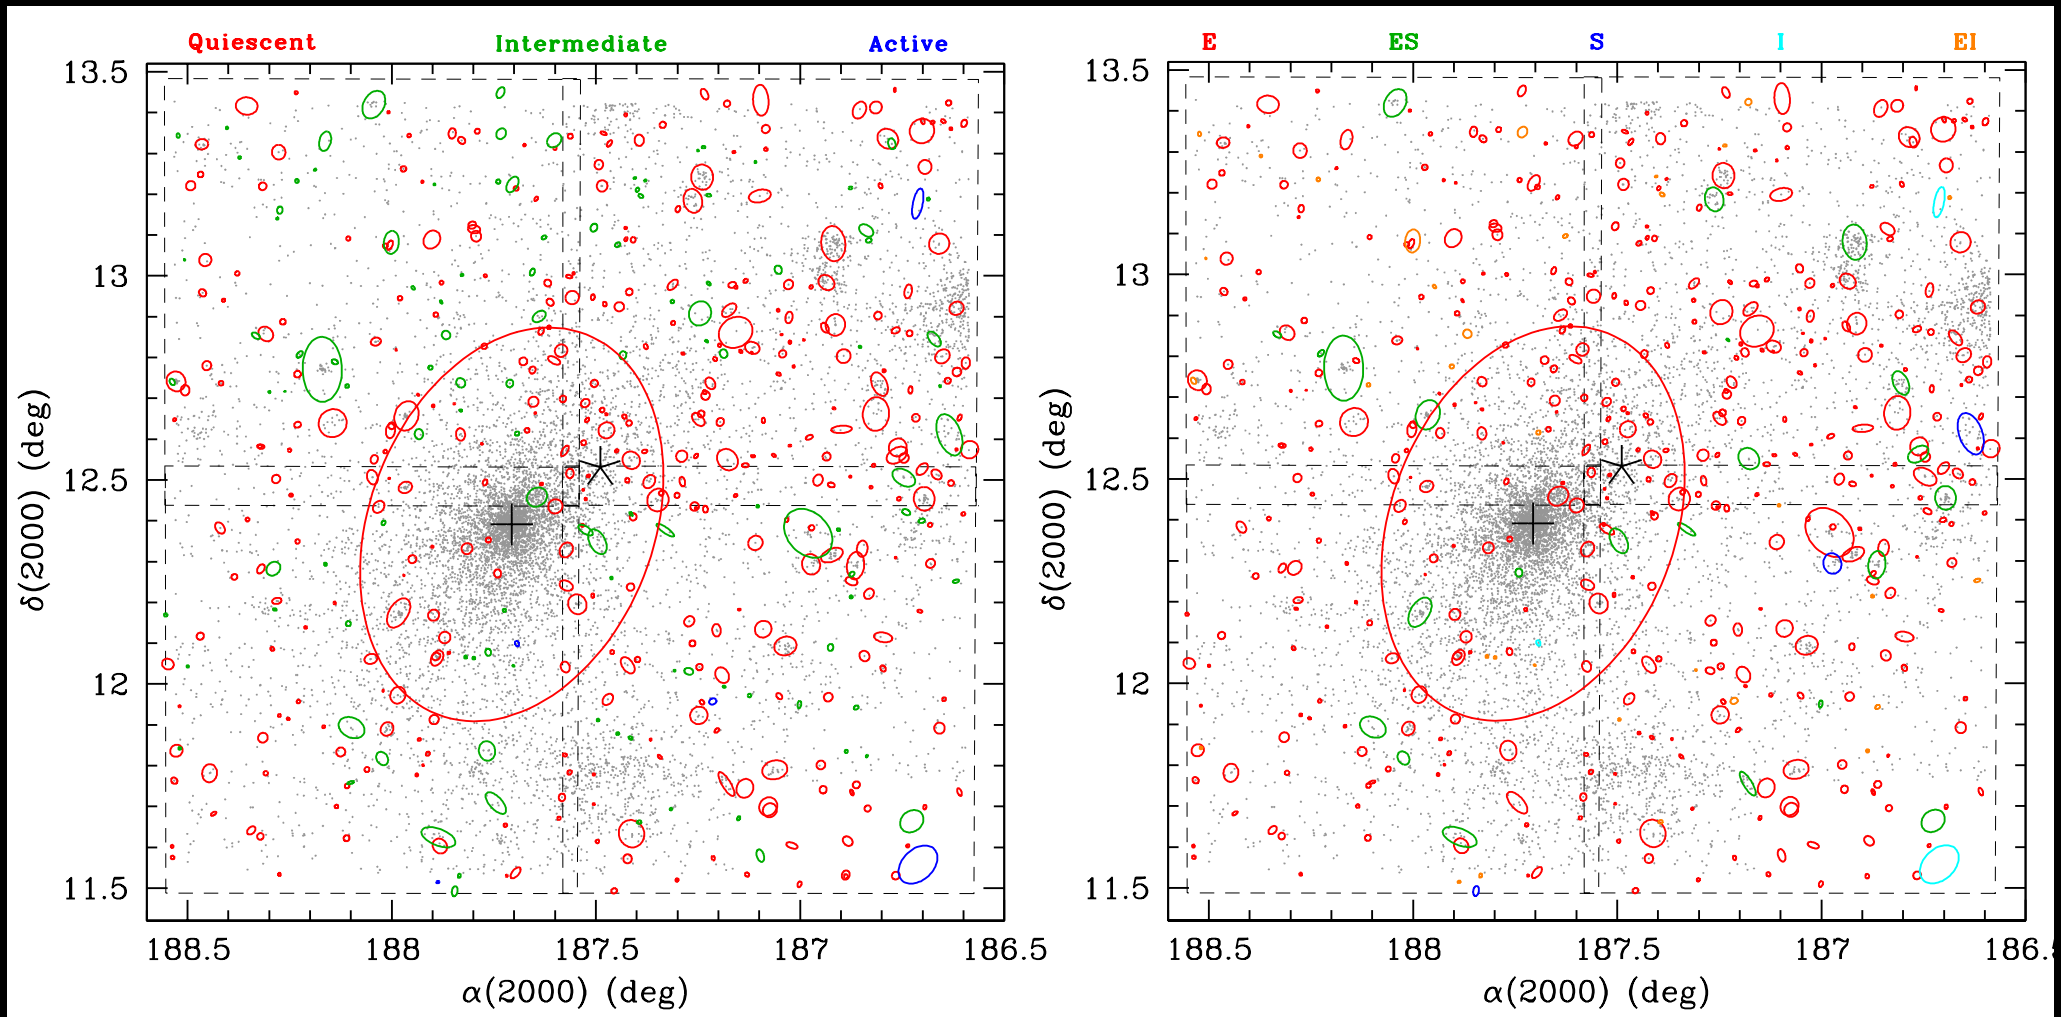 Quiescent Intermediate Active
13.5
13
12.5
12
11.5
δ(2000) (deg)
188.5 188 187.5 187 186.5
α(2000) (deg)
E ES S I EI
13.5
13
12.5
12
11.5
δ(2000) (deg)
188.5 188 187.5 187 186.
α(2000) (deg)